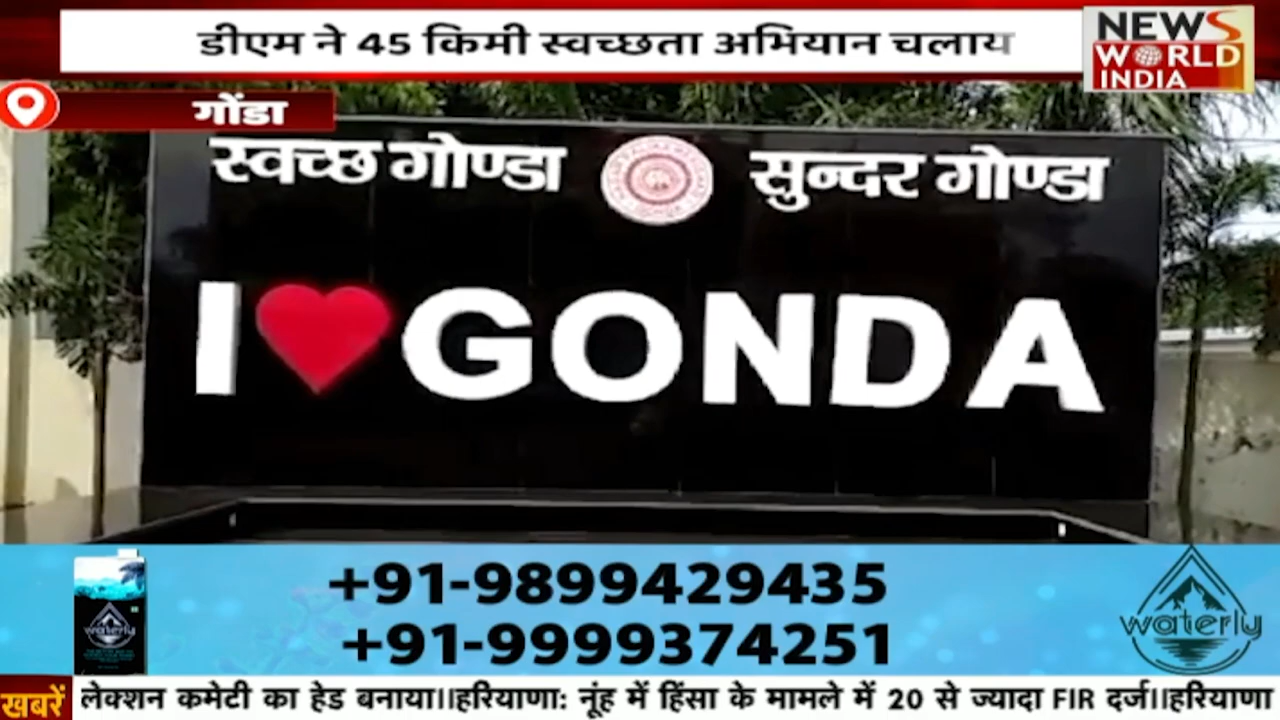 डीएम ने 45 किमी स्वच्छता अभियान चलाय
NEWS
WORLD
INDIA
गोंडा
स्वच्छ गोण्डा सुन्दर गोण्डा
I ❤ GONDA
+91-9899429435
+91-9999374251
waterly
waterly
खबरें लेक्शन कमेटी का हेड बनाया॥हरियाणा: नूंह में हिंसा के मामले में 20 से ज्यादा FIR दर्ज॥हरियाणा